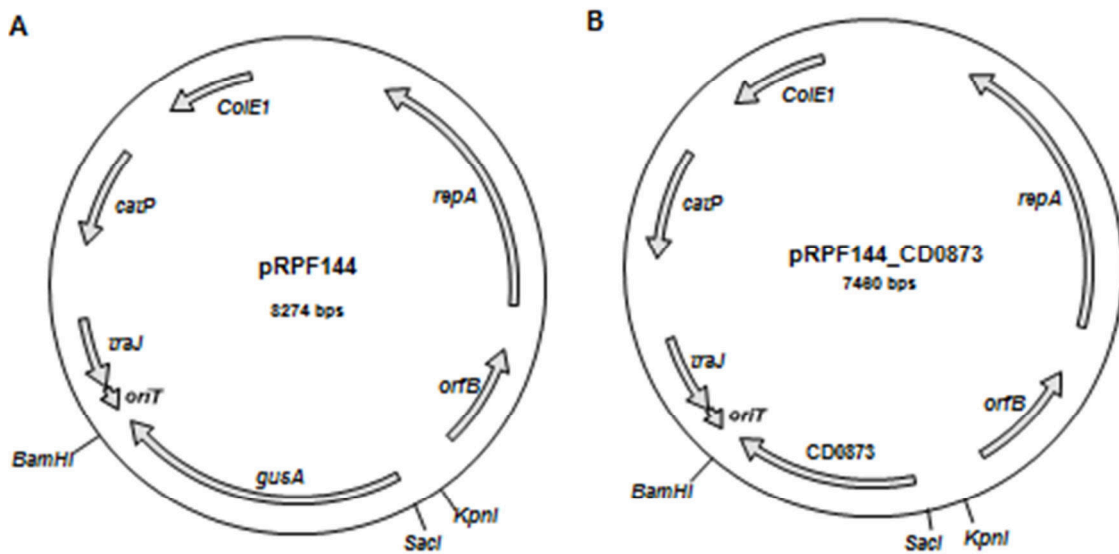 A
ColE1
repA
catP
pRPF144
8274 bps
traJ
oriT
orfB
BamHI
gusA
KpnI
SacI
B
ColE1
repA
catP
pRPF144_CD0873
7460 bps
traJ
oriT
orfB
CD0873
BamHI
SacI
KpnI